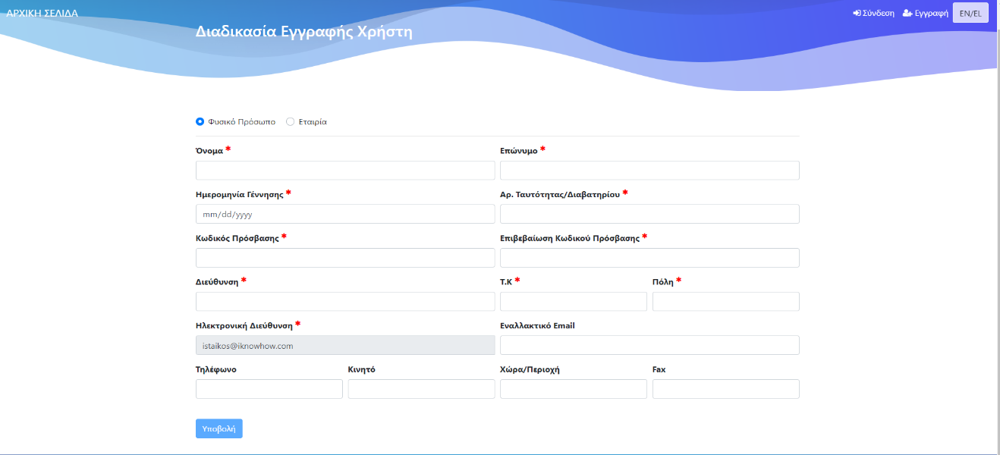 ΑΡΧΙΚΗ ΣΕΛΙΔΑ Σύνδεση Εγγραφή EN/EL
Διαδικασία Εγγραφής Χρήστη
Φυσικό Πρόσωπο Εταιρία
Όνομα * Επώνυμο *
Ημερομηνία Γέννησης * Αρ. Ταυτότητας/Διαβατηρίου *
mm/dd/yyyy
Κωδικός Πρόσβασης * Επιβεβαίωση Κωδικού Πρόσβασης *
Διεύθυνση * Τ.Κ * Πόλη *
Ηλεκτρονική Διεύθυνση * Εναλλακτικό Email
istaikos@iknowhow.com
Τηλέφωνο Κινητό Χώρα/Περιοχή Fax
Υποβολή